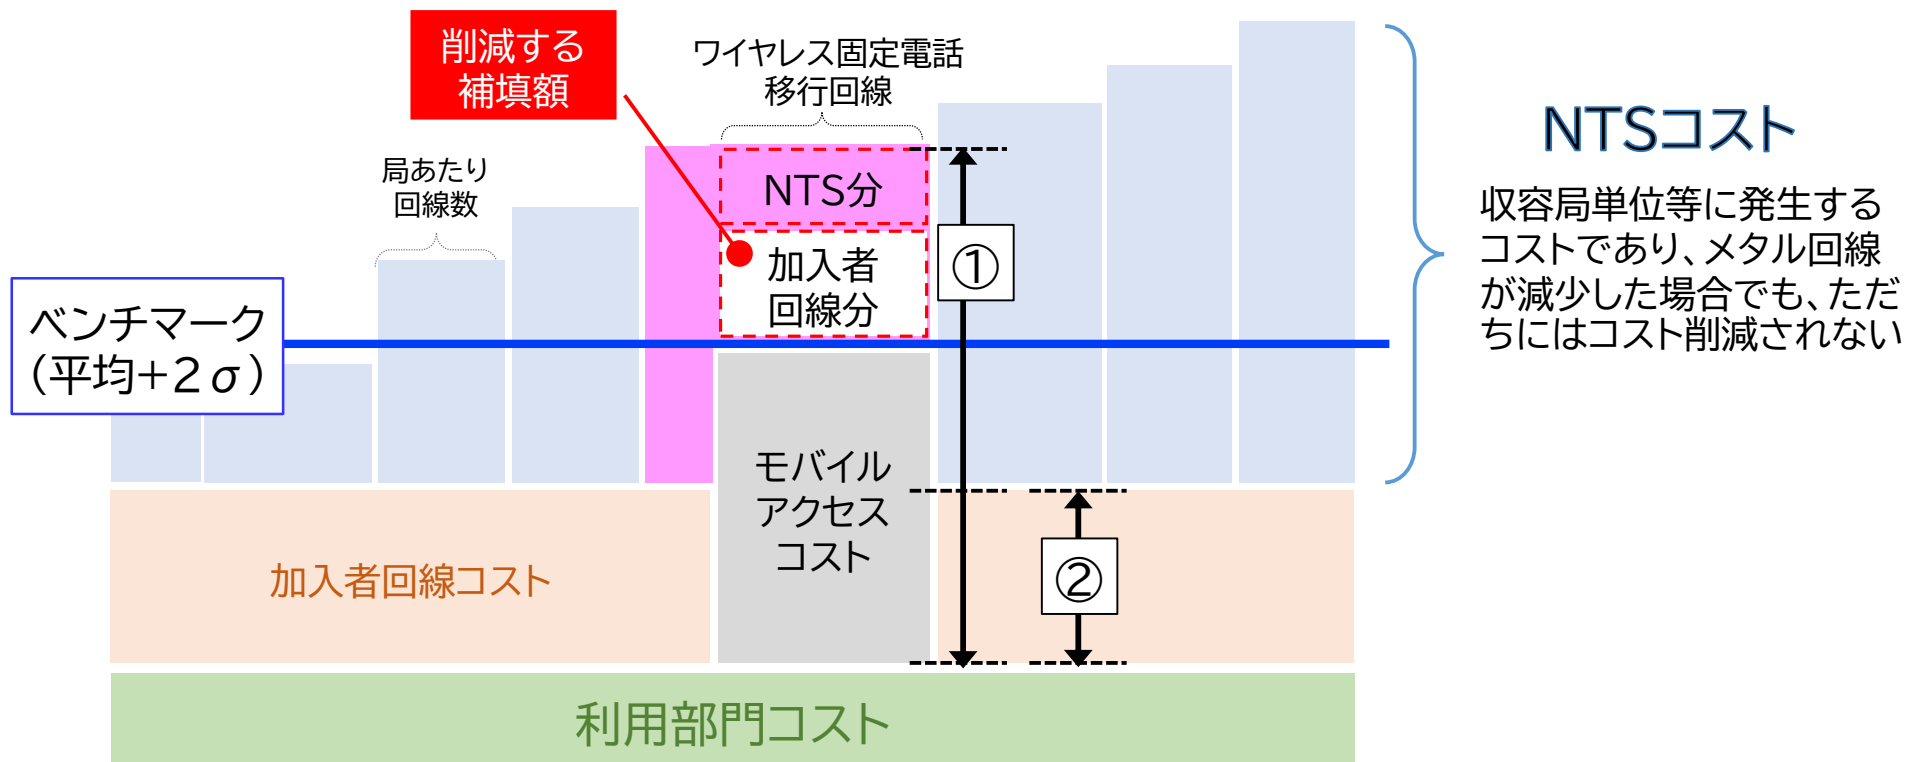 削減する
補填額
ワイヤレス固定電話
移行回線
局あたり
回線数
NTS分
加入者
回線分
①
ベンチマーク
（平均+2σ）
モバイル
アクセス
コスト
②
加入者回線コスト
利用部門コスト
NTSコスト
収容局単位等に発生する
コストであり、メタル回線
が減少した場合でも、ただ
ちにはコスト削減されない